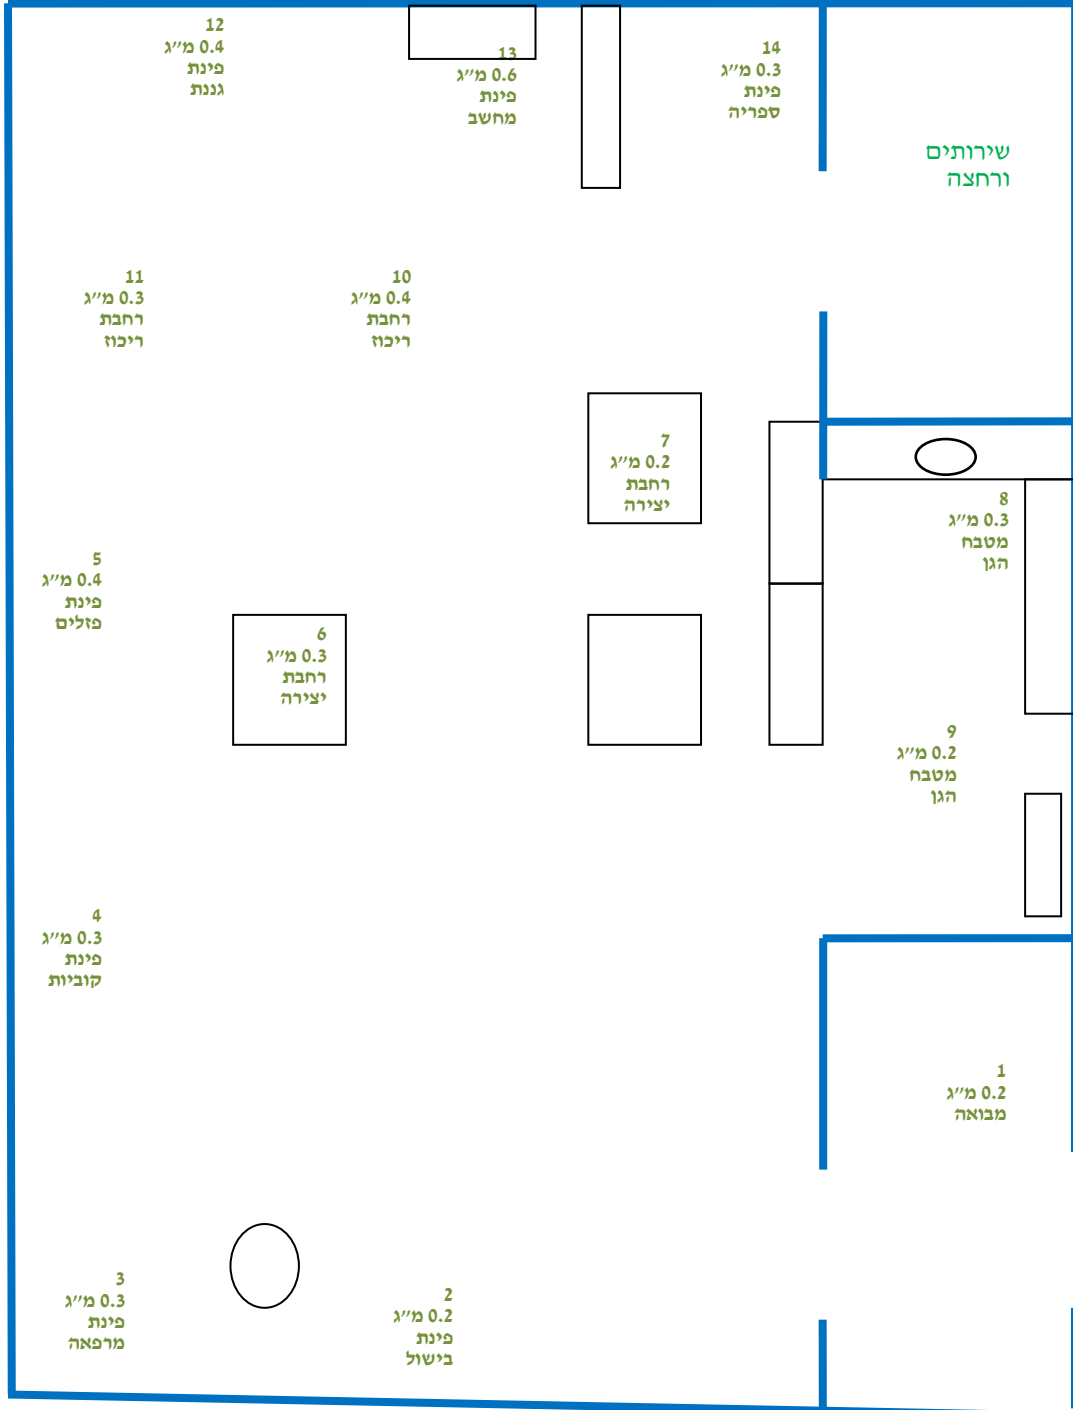 12
0.4 מ״ג
פינת
גננת
13
0.6 מ״ג
פינת
מחשב
14
0.3 מ״ג
פינת
ספריה
שירותים
ורחצה
11
0.3 מ״ג
רחבת
ריכוז
10
0.4 מ״ג
רחבת
ריכוז
7
0.2 מ״ג
רחבת
יצירה
8
0.3 מ״ג
מטבח
הגן
5
0.4 מ״ג
פינת
פזלים
6
0.3 מ״ג
רחבת
יצירה
9
0.2 מ״ג
מטבח
הגן
4
0.3 מ״ג
פינת
קוביות
1
0.2 מ״ג
מבואה
3
0.3 מ״ג
פינת
מרפאה
2
0.2 מ״ג
פינת
בישול